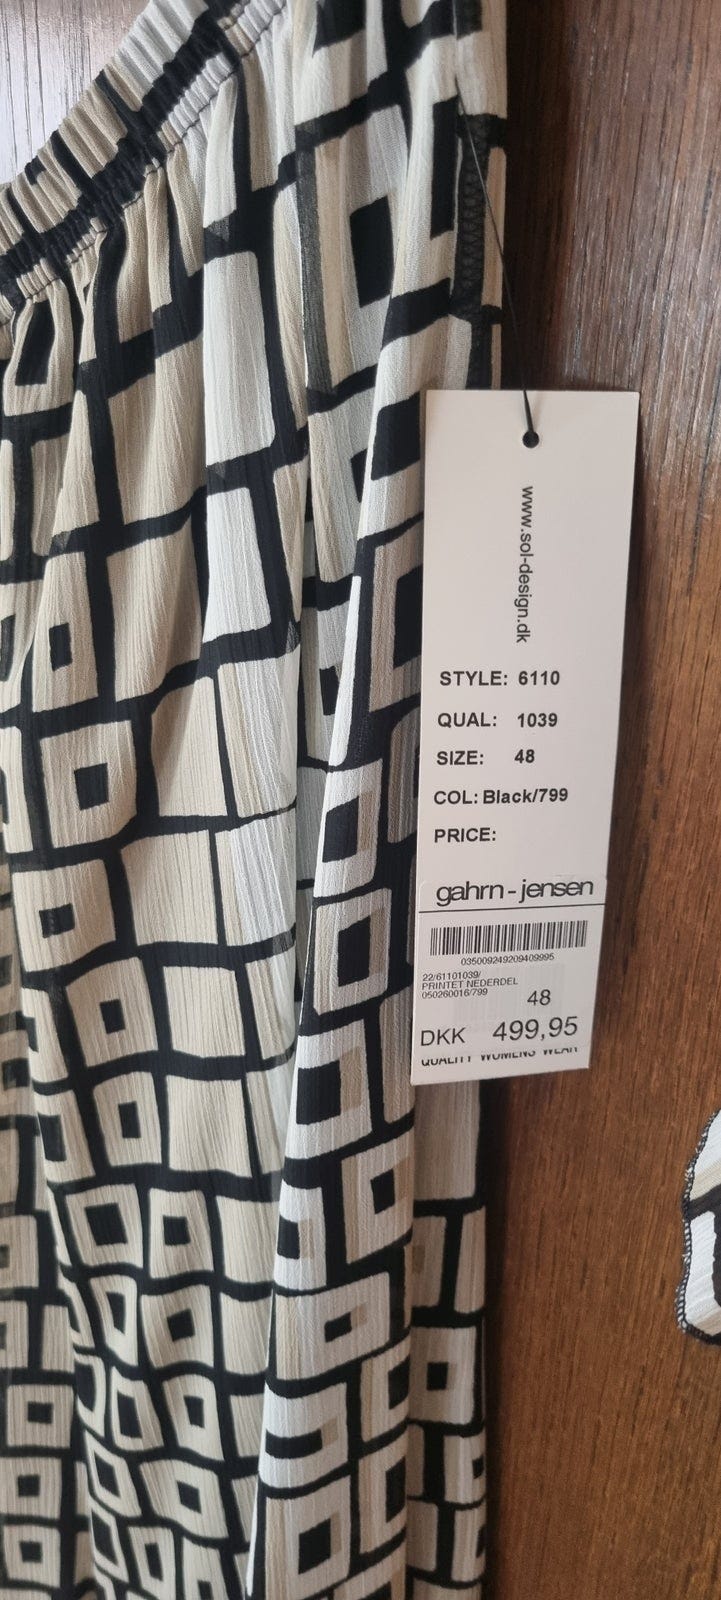 www.sol-design.dk
STYLE: 6110
QUAL: 1039
SIZE: 48
COL: Black/799
PRICE:
gahrn-jensen
035009249209409995
22/61101039/
PRINTET NEDERDEL
050260016/799
48
DKK 499,95
QUALITY WOMENS WEAR